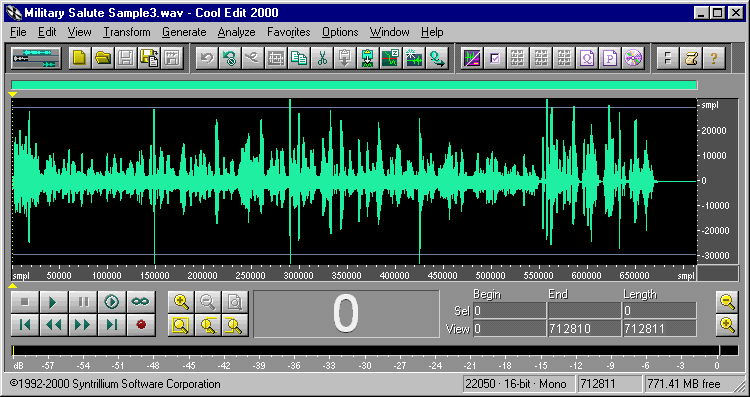 Military Salute Sample3.wav - Cool Edit 2000
File Edit View Transform Generate Analyze Favorites Options Window Help
Q P F ?
smpl
20000
10000
0
-10000
-20000
-30000
smpl 50000 100000 150000 200000 250000 300000 350000 400000 450000 500000 550000 600000 650000 smpl
0
Begin End Length
Sel 0 0
View 0 712810 712811
dB -57 -54 -51 -48 -45 -42 -39 -36 -33 -30 -27 -24 -21 -18 -15 -12 -9 -6 -3 0
©1992-2000 Syntrillium Software Corporation 22050 · 16-bit · Mono 712811 771.41 MB free